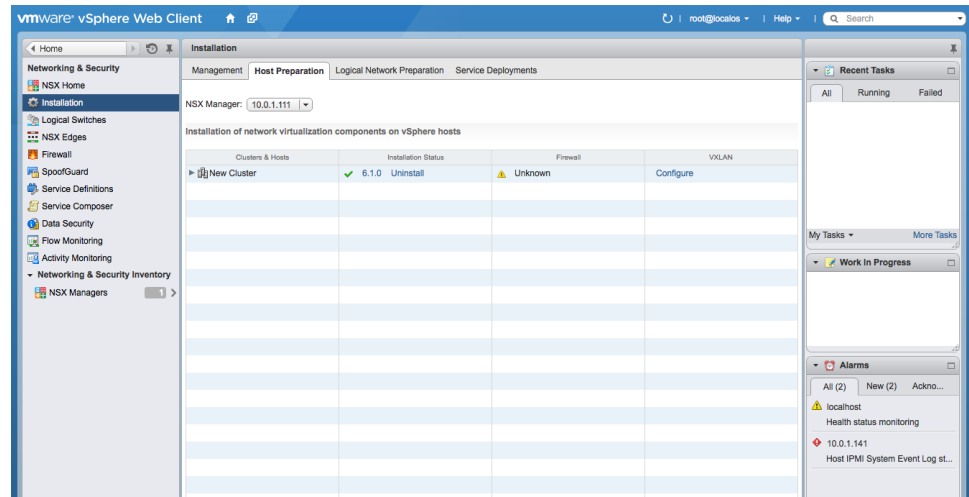 vmware® vSphere Web Client
root@localos
Help
Search
Home
Networking & Security
NSX Home
Installation
Logical Switches
NSX Edges
Firewall
SpoofGuard
Service Definitions
Service Composer
Data Security
Flow Monitoring
Activity Monitoring
Networking & Security Inventory
NSX Managers 1
Installation
Management Host Preparation Logical Network Preparation Service Deployments
NSX Manager: 10.0.1.111
Installation of network virtualization components on vSphere hosts
Clusters & Hosts Installation Status Firewall VXLAN
New Cluster 6.1.0 Uninstall Unknown Configure
Recent Tasks
All Running Failed
My Tasks More Tasks
Work In Progress
Alarms
All (2) New (2) Ackno...
localhost
Health status monitoring
10.0.1.141
Host IPMI System Event Log st...